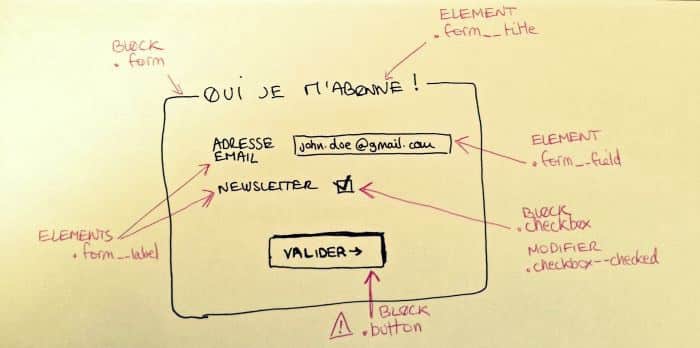 ELEMENT
.form__title
BLOCK
.form
OUI JE M'ABONNE !
ADRESSE
EMAIL
john.doe@gmail.com
ELEMENT
.form__field
NEWSLETTER
BLOCK
.checkbox
MODIFIER
.checkbox--checked
ELEMENTS
.form__label
VALIDER→
BLOCK
.button